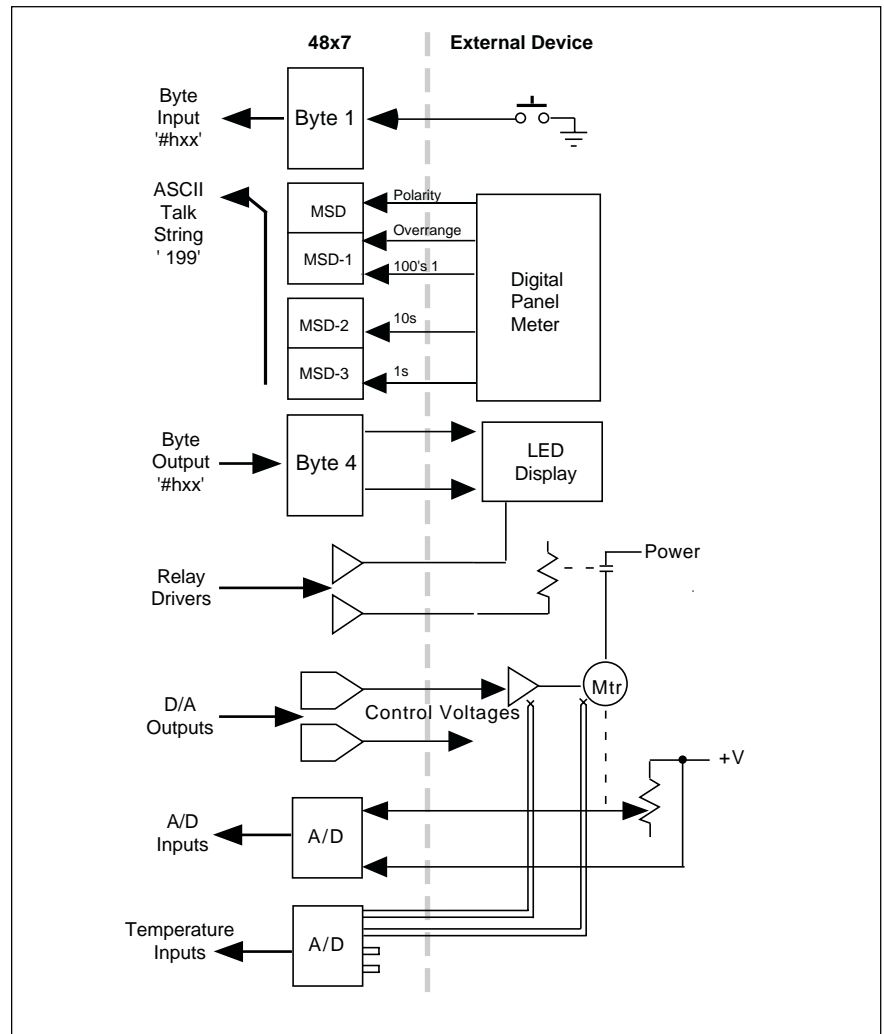 48x7
External Device
Byte
Input
'#hxx'
Byte 1
ASCII
Talk
String
' 199'
MSD
MSD-1
MSD-2
MSD-3
Polarity
Overrange
100's 1
10s
1s
Digital
Panel
Meter
Byte
Output
'#hxx'
Byte 4
LED
Display
Relay
Drivers
Power
D/A
Outputs
Control Voltages
Mtr
+V
A/D
Inputs
A/D
Temperature
Inputs
A/D